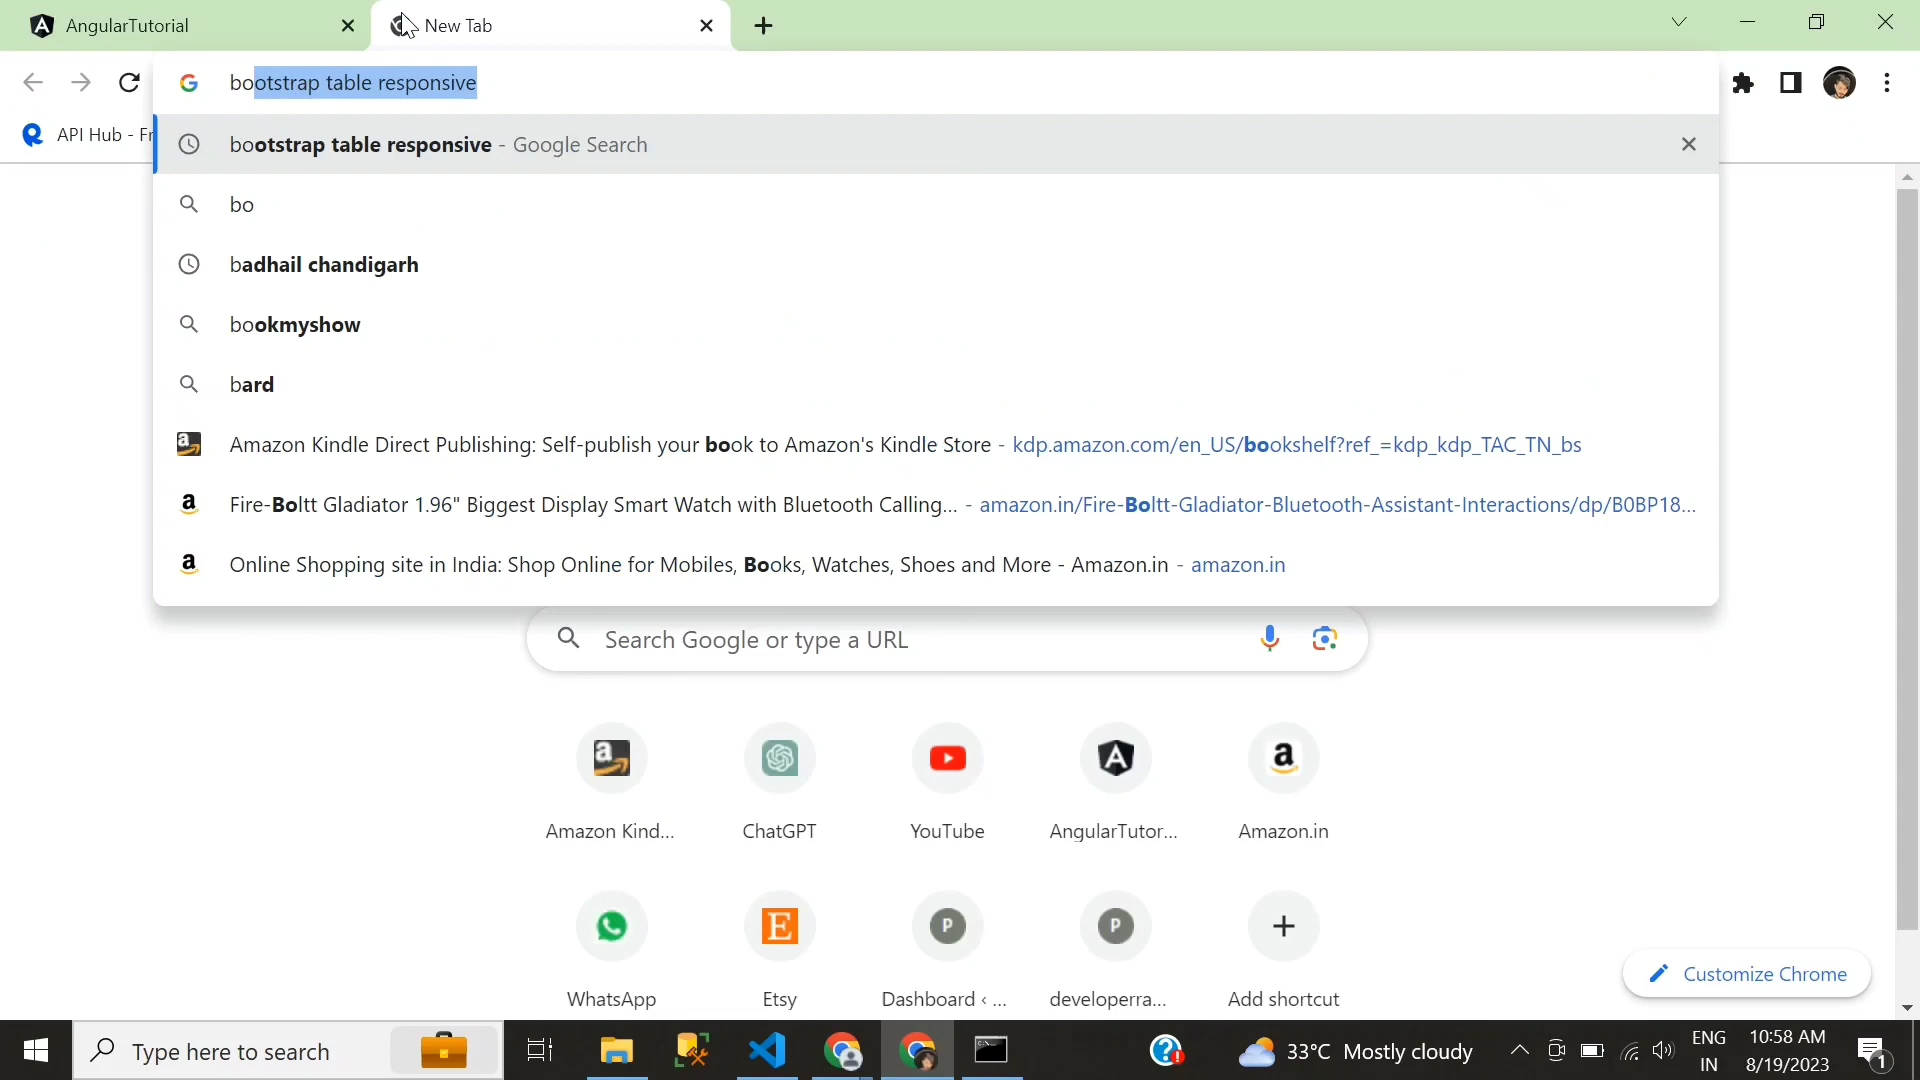 AngularTutorial
New Tab
bootstrap table responsive
API Hub - Fr
bootstrap table responsive - Google Search
bo
badhail chandigarh
bookmyshow
bard
Amazon Kindle Direct Publishing: Self-publish your book to Amazon's Kindle Store - kdp.amazon.com/en_US/bookshelf?ref_=kdp_kdp_TAC_TN_bs
Fire-Boltt Gladiator 1.96" Biggest Display Smart Watch with Bluetooth Calling... - amazon.in/Fire-Boltt-Gladiator-Bluetooth-Assistant-Interactions/dp/B0BP18...
Online Shopping site in India: Shop Online for Mobiles, Books, Watches, Shoes and More - Amazon.in - amazon.in
Search Google or type a URL
Amazon Kind...
ChatGPT
YouTube
AngularTutor...
Amazon.in
P
P
WhatsApp
Etsy
Dashboard ‹ ...
developerra...
Add shortcut
Customize Chrome
Type here to search
33°C Mostly cloudy
ENG
IN
10:58 AM
8/19/2023
1